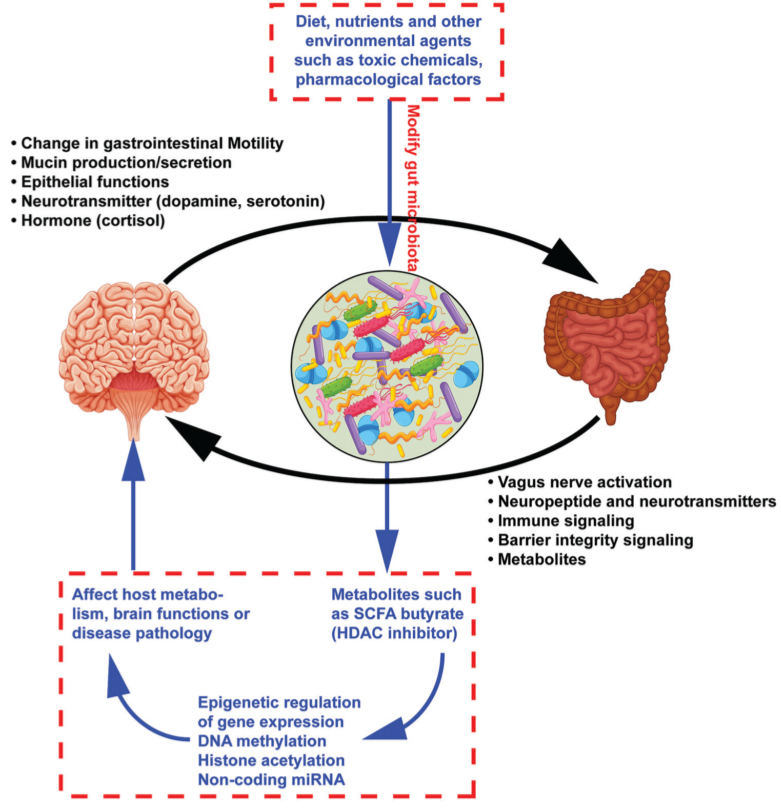 Diet, nutrients and other
environmental agents
such as toxic chemicals,
pharmacological factors
Modify gut microbiota
• Change in gastrointestinal Motility
• Mucin production/secretion
• Epithelial functions
• Neurotransmitter (dopamine, serotonin)
• Hormone (cortisol)
• Vagus nerve activation
• Neuropeptide and neurotransmitters
• Immune signaling
• Barrier integrity signaling
• Metabolites
Affect host metabo-
lism, brain functions or
disease pathology
Metabolites such
as SCFA butyrate
(HDAC inhibitor)
Epigenetic regulation
of gene expression
DNA methylation
Histone acetylation
Non-coding miRNA